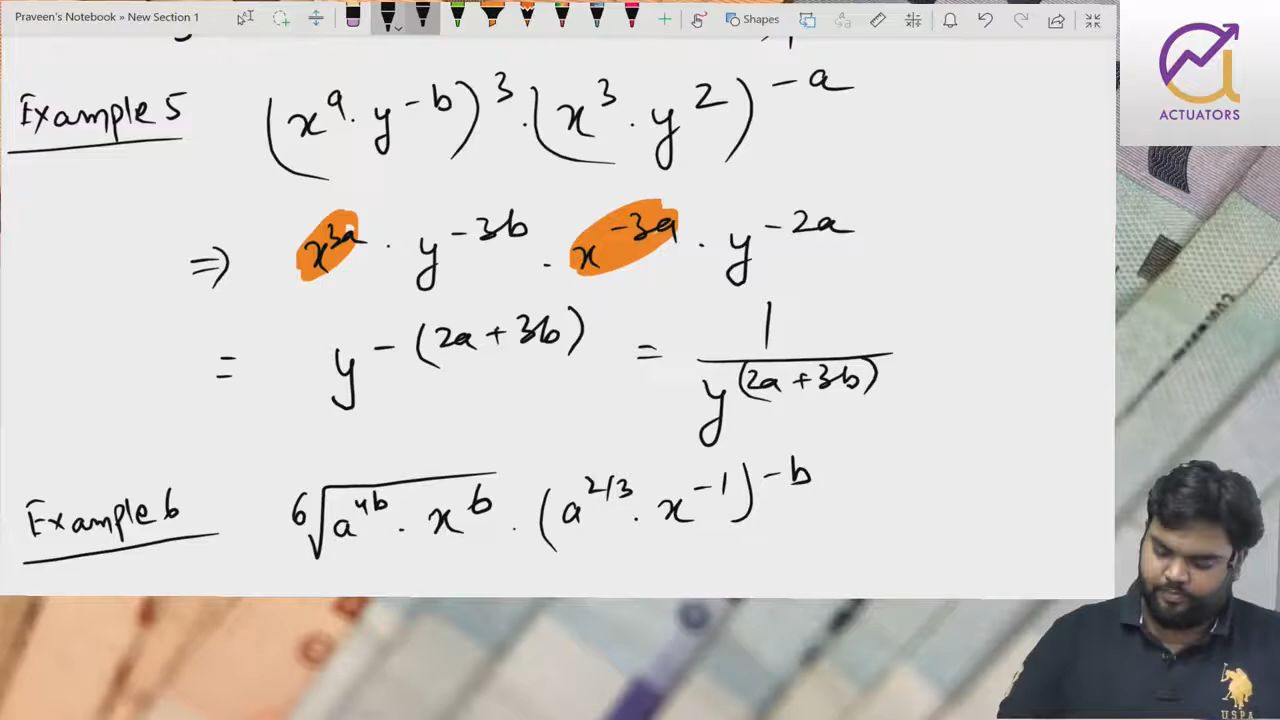 Praveen's Notebook » New Section 1
Shapes
ACTUATORS
Example 5 (x^a · y^-b)^3 · (x^3 · y^2)^-a
⇒ x^3a · y^-3b · x^-3a · y^-2a
= y^-(2a+3b) = 1/y^(2a+3b)
Example 6 ⁶√(a^4b · x^b) · (a^2/3 · x^-1)^-b
USPA